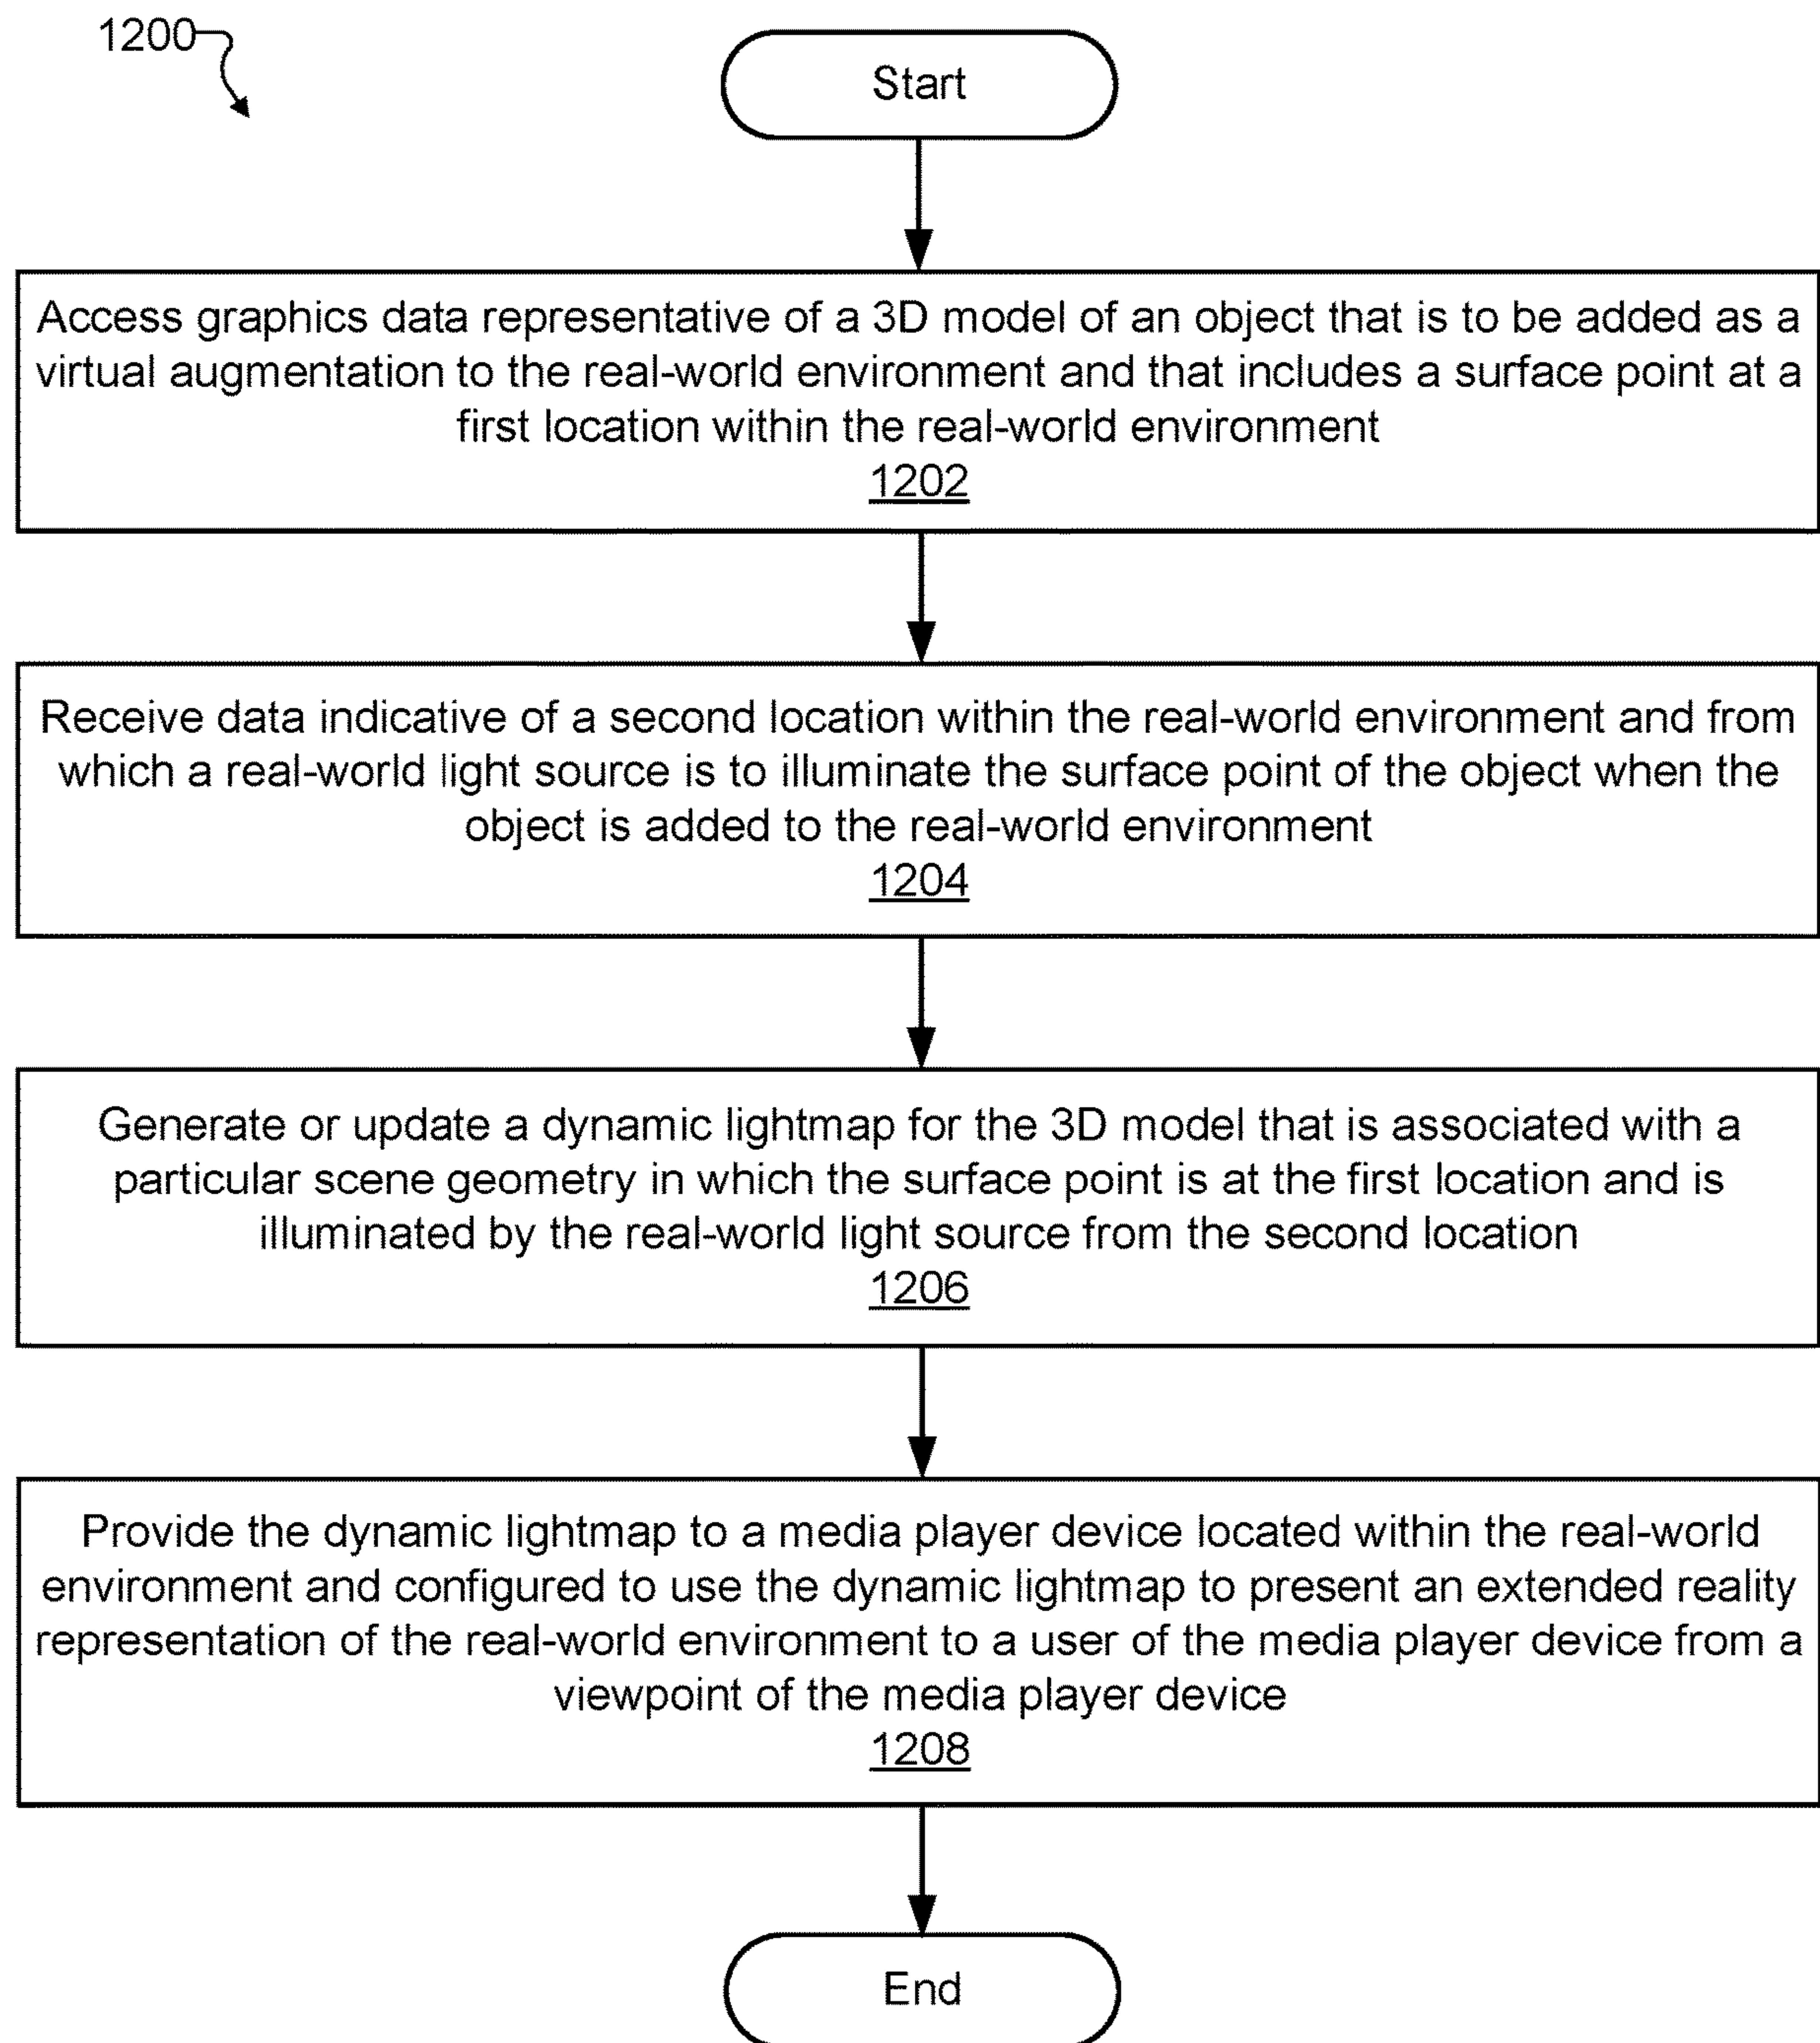 1200
Start
Access graphics data representative of a 3D model of an object that is to be added as a
virtual augmentation to the real-world environment and that includes a surface point at a
first location within the real-world environment
1202
Receive data indicative of a second location within the real-world environment and from
which a real-world light source is to illuminate the surface point of the object when the
object is added to the real-world environment
1204
Generate or update a dynamic lightmap for the 3D model that is associated with a
particular scene geometry in which the surface point is at the first location and is
illuminated by the real-world light source from the second location
1206
Provide the dynamic lightmap to a media player device located within the real-world
environment and configured to use the dynamic lightmap to present an extended reality
representation of the real-world environment to a user of the media player device from a
viewpoint of the media player device
1208
End